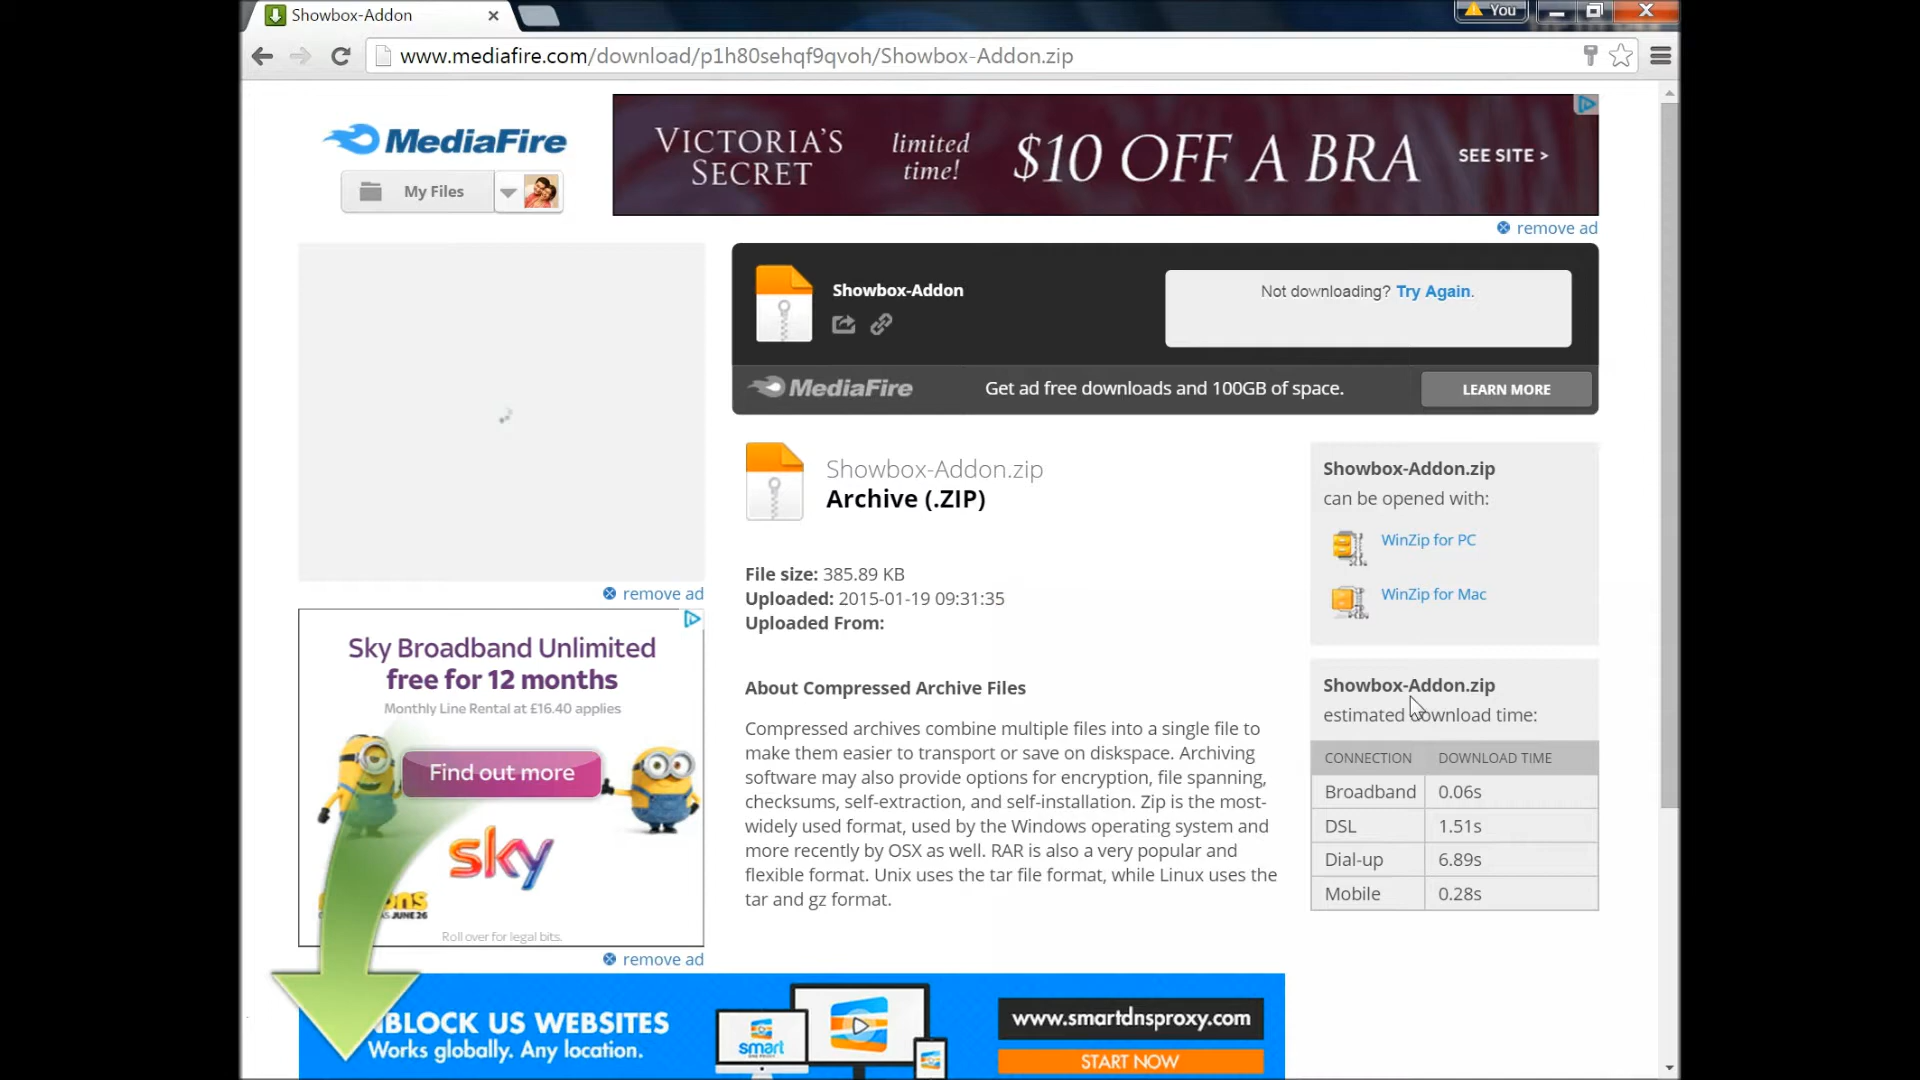 Showbox-Addon
You
www.mediafire.com/download/p1h80sehqf9qvoh/Showbox-Addon.zip
MediaFire
My Files
VICTORIA'S
SECRET
limited
time!
$10 OFF A BRA
SEE SITE >
remove ad
Showbox-Addon
Not downloading? Try Again.
MediaFire
Get ad free downloads and 100GB of space.
LEARN MORE
Showbox-Addon.zip
Archive (.ZIP)
File size: 385.89 KB
Uploaded: 2015-01-19 09:31:35
Uploaded From:
About Compressed Archive Files
Compressed archives combine multiple files into a single file to
make them easier to transport or save on diskspace. Archiving
software may also provide options for encryption, file spanning,
checksums, self-extraction, and self-installation. Zip is the most-
widely used format, used by the Windows operating system and
more recently by OSX as well. RAR is also a very popular and
flexible format. Unix uses the tar file format, while Linux uses the
tar and gz format.
Showbox-Addon.zip
can be opened with:
WinZip for PC
WinZip for Mac
Showbox-Addon.zip
estimated download time:
CONNECTION DOWNLOAD TIME
Broadband 0.06s
DSL 1.51s
Dial-up 6.89s
Mobile 0.28s
remove ad
Sky Broadband Unlimited
free for 12 months
Monthly Line Rental at £16.40 applies
Find out more
sky
JUNE 26
Roll over for legal bits.
remove ad
NBLOCK US WEBSITES
Works globally. Any location.
smart
www.smartdnsproxy.com
START NOW